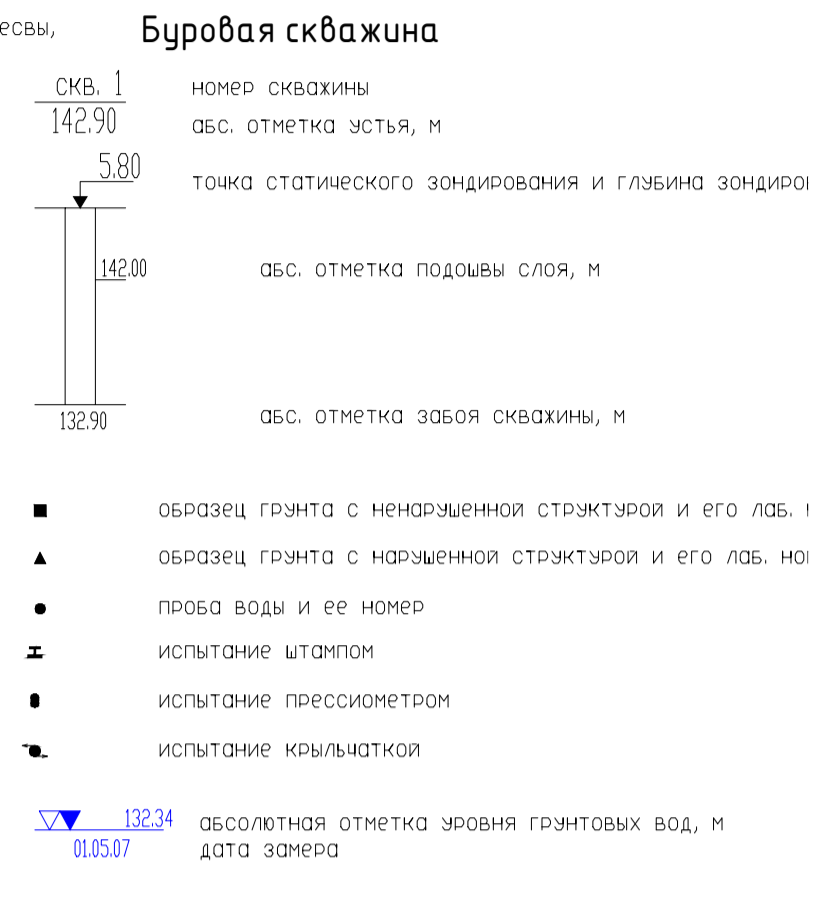 Буровая скважина
скв. 1
номер скважины
142.90
абс. отметка устья, м
5.80
точка статического зондирования и глубина
142.00
абс. отметка подошвы слоя, м
132.90
абс. отметка забоя скважины, м
образец грунта с ненарушенной структурой и его лаб.
образец грунта с нарушенной структурой и его лаб.
проба воды и ее номер
испытание штампом
испытание прессиометром
испытание крыльчаткой
132.34
абсолютная отметка уровня грунтовых вод, м
01.05.07
дата замера